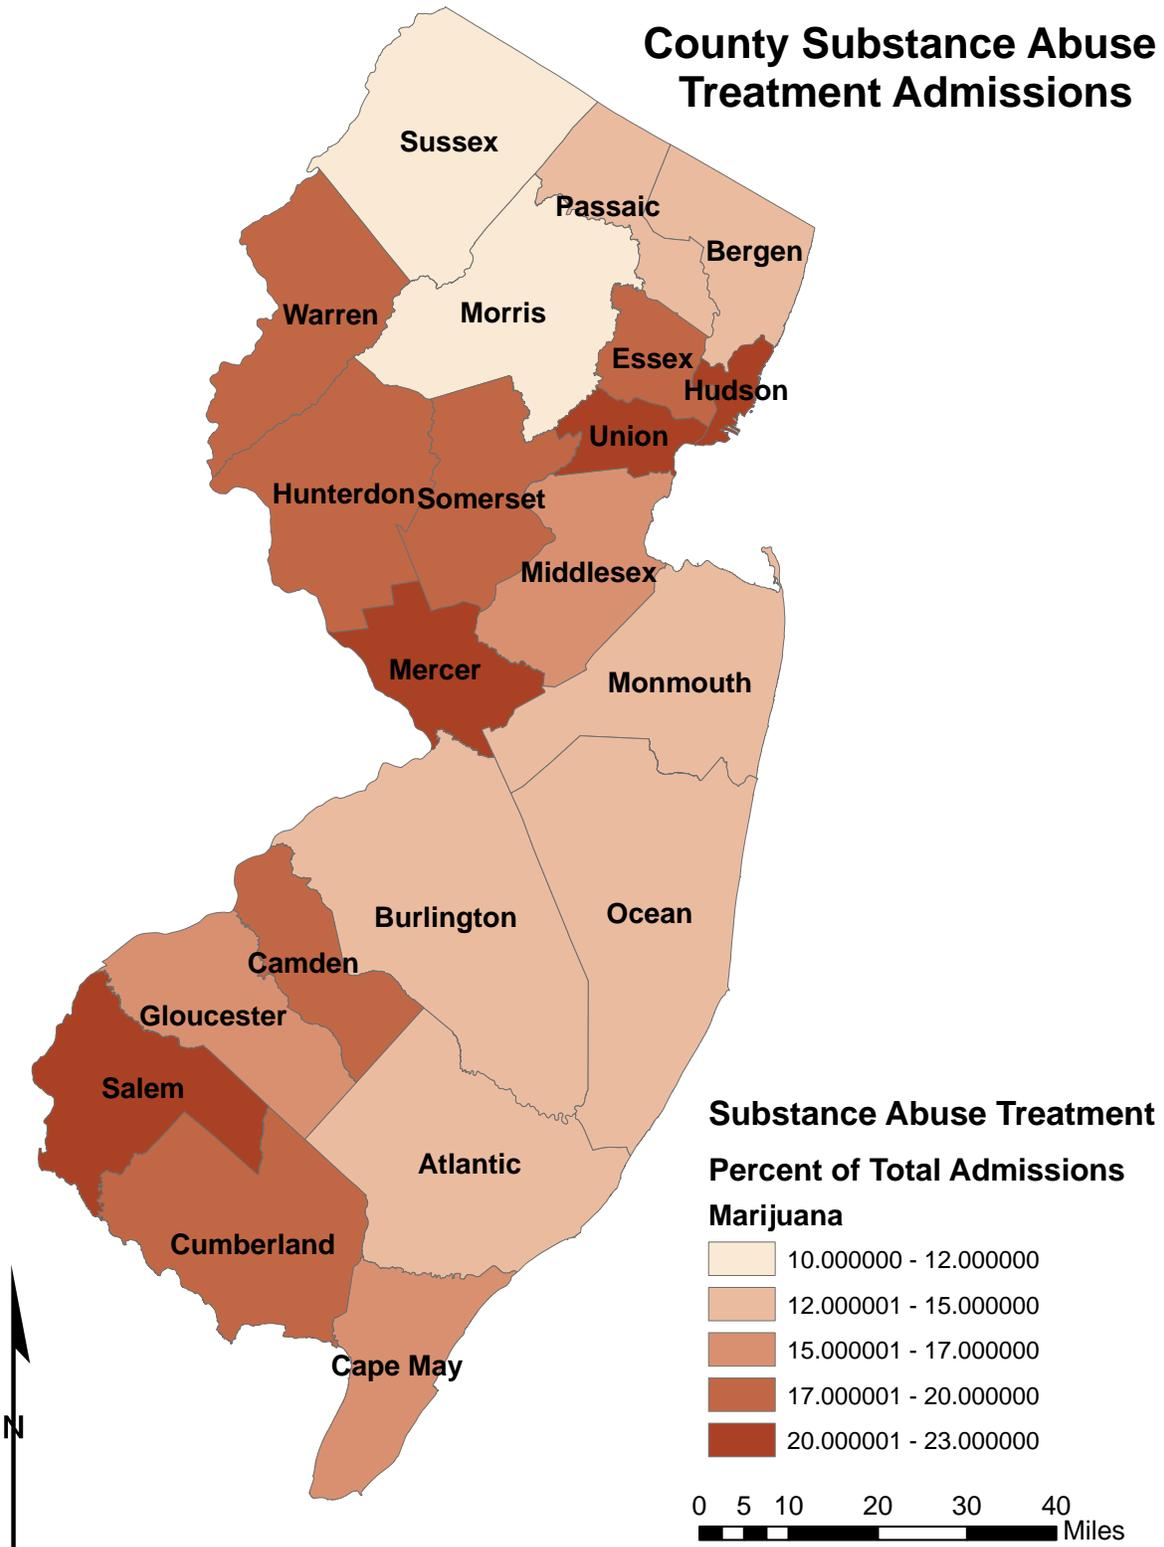 County Substance Abuse
Treatment Admissions
Sussex
Passaic
Bergen
Warren
Morris
Essex
Hudson
Union
Hunterdon
Somerset
Middlesex
Mercer
Monmouth
Burlington
Ocean
Camden
Gloucester
Salem
Atlantic
Cumberland
Cape May
N
Substance Abuse Treatment
Percent of Total Admissions
Marijuana
10.000000 - 12.000000
12.000001 - 15.000000
15.000001 - 17.000000
17.000001 - 20.000000
20.000001 - 23.000000
0 5 10 20 30 40
Miles